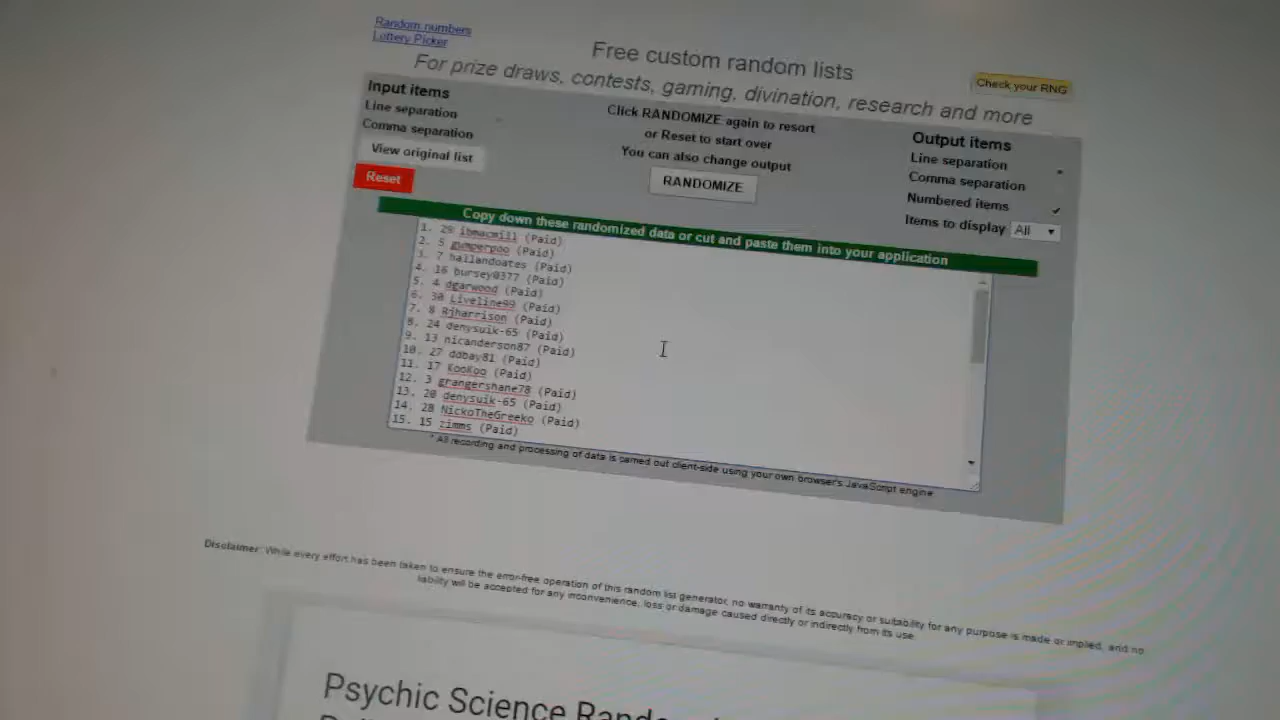 Random numbers
Lottery Picker
Free custom random lists
For prize draws, contests, gaming, divination, research and more
Check your RNG
Input items
Line separation
Comma separation
View original list
Reset
Click RANDOMIZE again to resort
or Reset to start over
You can also change output
RANDOMIZE
Output items
Line separation
Comma separation
Numbered items
Items to display All
Copy down these randomized data or cut and paste them into your application
1. 29 ibmacmill (Paid)
2. 5 gumperpoo (Paid)
3. 7 hallandoates (Paid)
4. 16 bursey0377 (Paid)
5. 4 dgarwood (Paid)
6. 30 Liveline99 (Paid)
7. 8 Rjharrison (Paid)
8. 24 denysuik-65 (Paid)
9. 13 nicanderson87 (Paid)
10. 27 ddbay81 (Paid)
11. 17 KooKoo (Paid)
12. 3 grangershane78 (Paid)
13. 20 denysuik-65 (Paid)
14. 28 NickoTheGreeko (Paid)
15. 15 zimms (Paid)
* All recording and processing of data is carried out client-side using your own browser's JavaScript engine
Disclaimer: While every effort has been taken to ensure the error-free operation of this random list generator, no warranty of its accuracy or suitability for any purpose is made or implied, and no
liability will be accepted for any inconvenience, loss or damage caused directly or indirectly from its use
Psychic Science